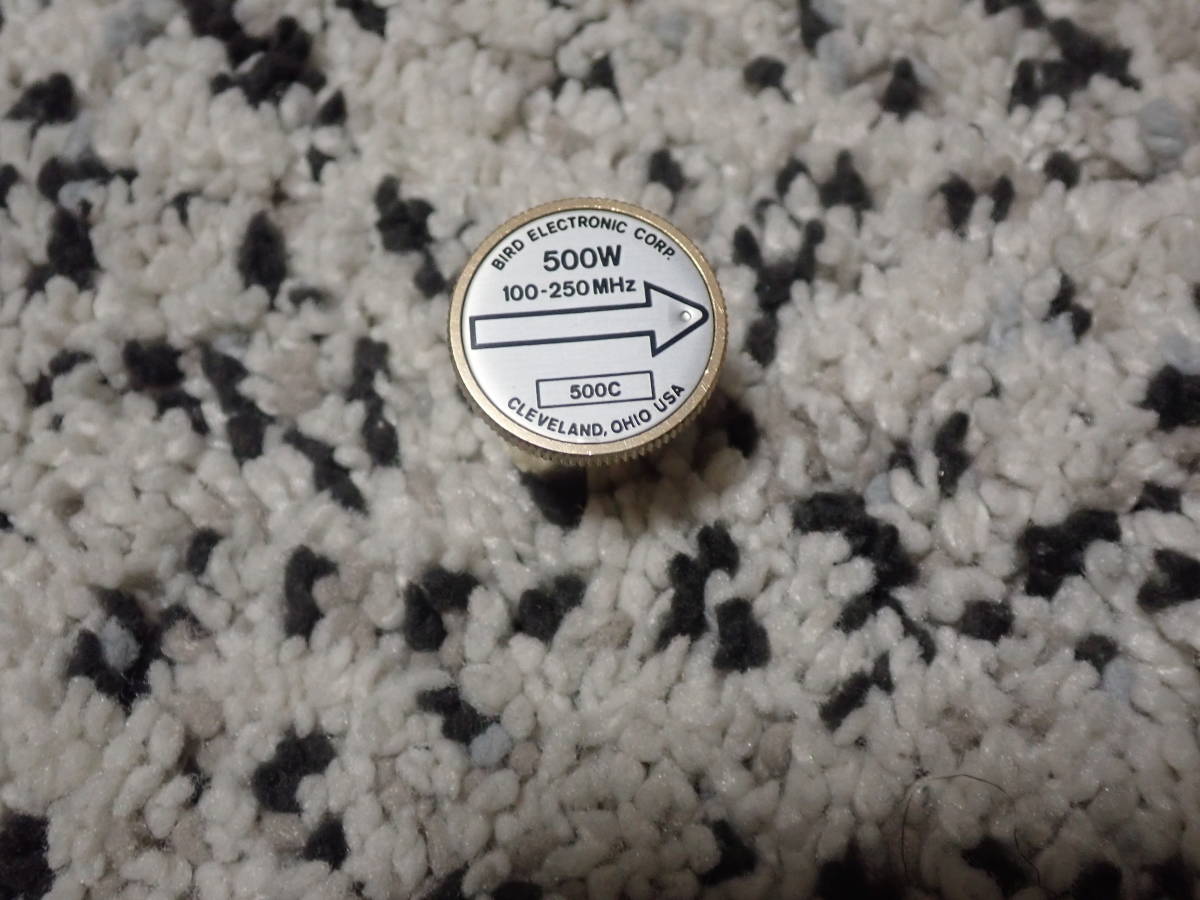 BIRD ELECTRONIC CORP.
500W
100-250MHz
500C
CLEVELAND, OHIO USA